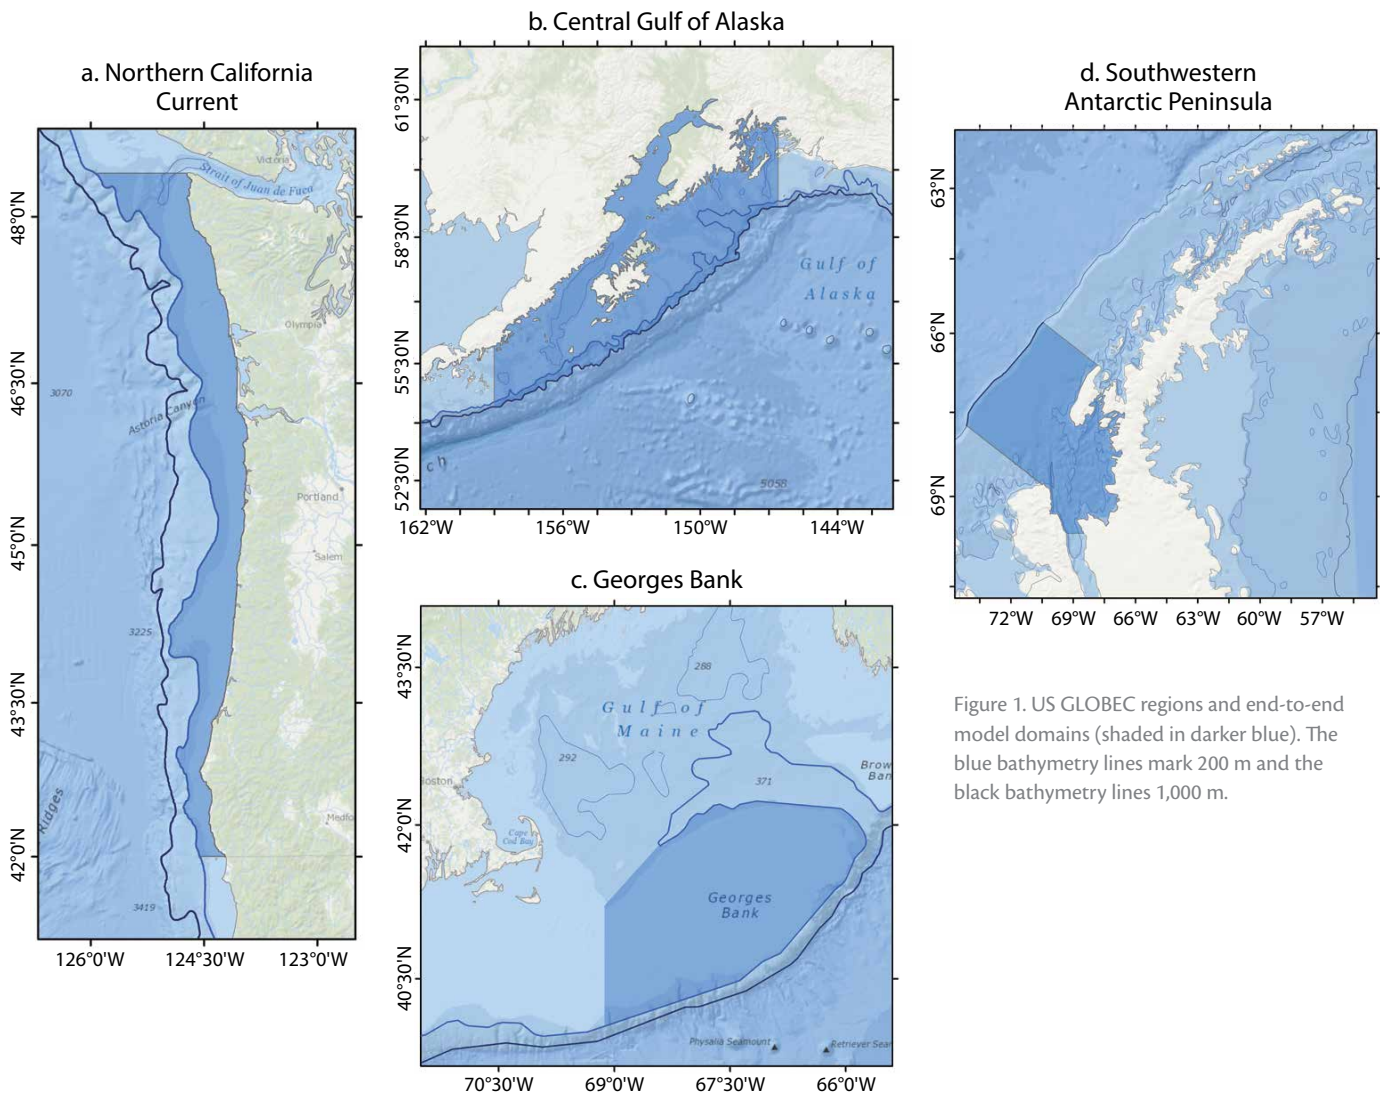 a. Northern California
Current
Victoria
Strait of Juan de Fuca
48°0'N
Olympia
46°30'N
3070
Astoria Canyon
Portland
45°0'N
Salem
3225
43°30'N
Ridges
Medfo
42°0'N
3419
126°0'W
124°30'W
123°0'W
b. Central Gulf of Alaska
61°30'N
58°30'N
Gulf of
Alaska
55°30'N
ch
52°30'N
5058
162°W
156°W
150°W
144°W
c. Georges Bank
43°30'N
288
Gulf of
Maine
292
371
Brow
Ban
oston
42°0'N
Cape
Cod Bay
Georges
Bank
40°30'N
Physalia Seamount
Retriever Sear
70°30'W
69°0'W
67°30'W
66°0'W
d. Southwestern
Antarctic Peninsula
63°N
66°N
69°N
72°W
69°W
66°W
63°W
60°W
57°W
Figure 1. US GLOBEC regions and end-to-end
model domains (shaded in darker blue). The
blue bathymetry lines mark 200 m and the
black bathymetry lines 1,000 m.